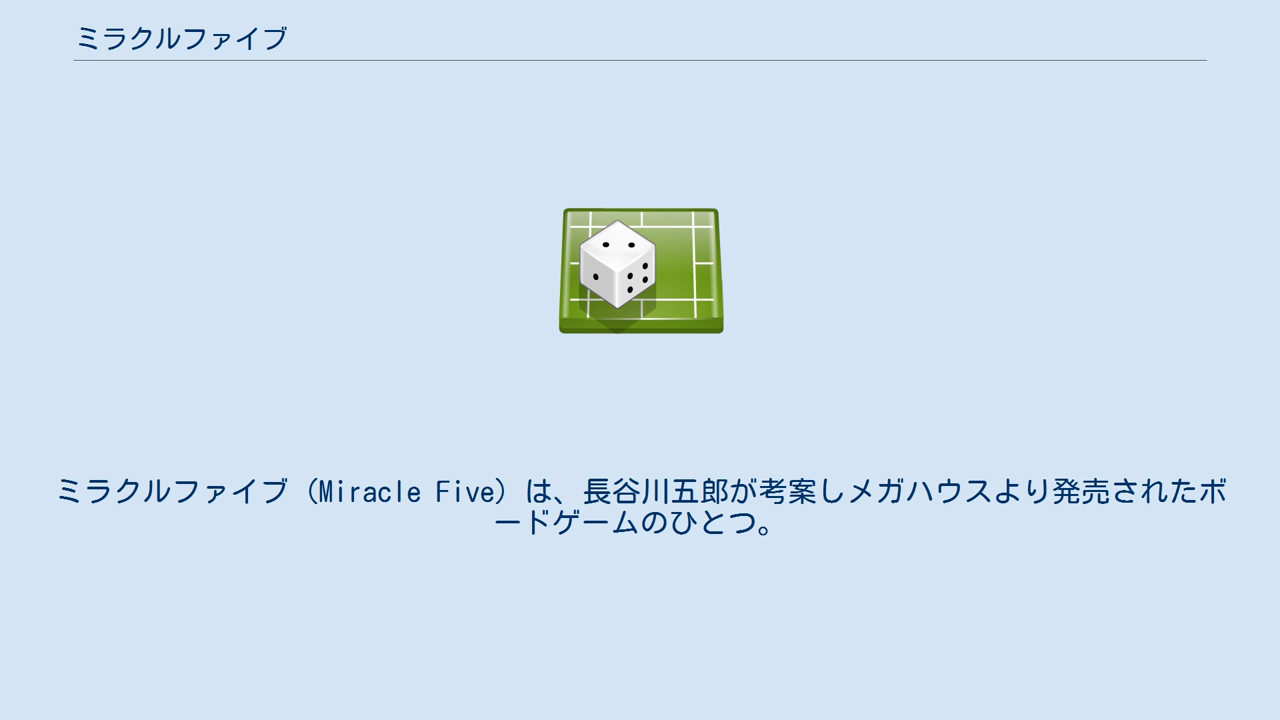 ミラクルファイブ
ミラクルファイブ（Miracle Five）は、長谷川五郎が考案しメガハウスより発売されたボ
ードゲームのひとつ。